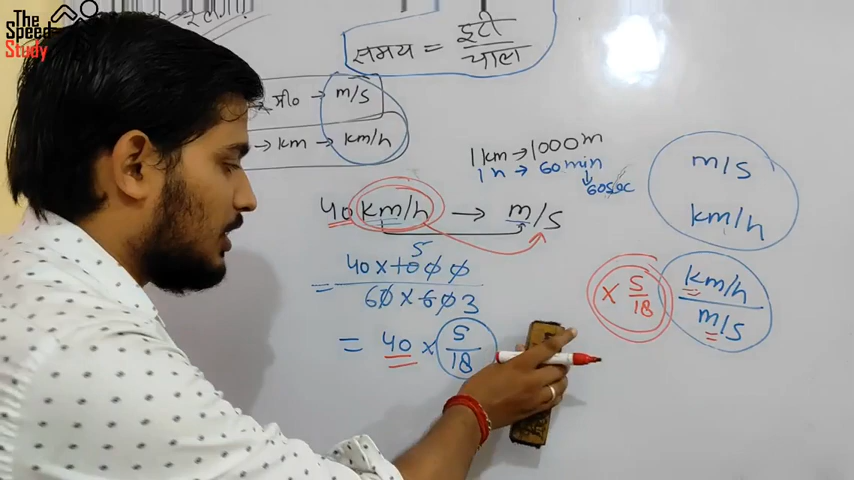 The
Speed
Study
समय = दूरी / चाल
मी० → m/s
→ km → km/h
1 km → 1000 m
1 h → 60 min
↓
60 sec
40 km/h → m/s
= 40 x 1000 / 60 x 60 3
5
= 40 x 5/18
m/s
km/h
x 5/18
km/h
m/s